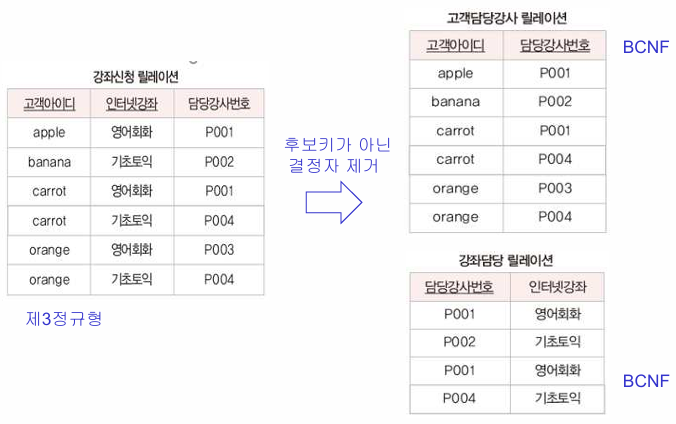 강좌신청 릴레이션
고객아이디 인터넷강좌 담당강사번호
apple 영어회화 P001
banana 기초토익 P002
carrot 영어회화 P001
carrot 기초토익 P004
orange 영어회화 P003
orange 기초토익 P004
제3정규형
후보키가 아닌
결정자 제거
고객담당강사 릴레이션
고객아이디 담당강사번호
apple P001
banana P002
carrot P001
carrot P004
orange P003
orange P004
BCNF
강좌담당 릴레이션
담당강사번호 인터넷강좌
P001 영어회화
P002 기초토익
P001 영어회화
P004 기초토익
BCNF